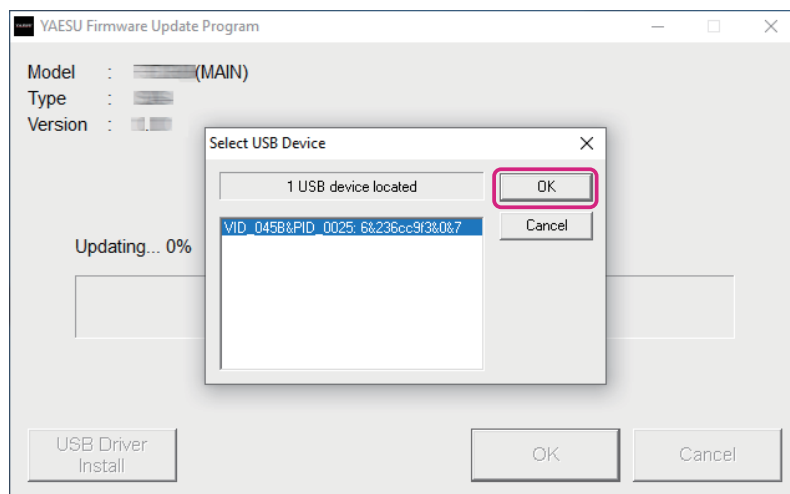 YAESU Firmware Update Program
Model : (MAIN)
Type :
Version :
Select USB Device
1 USB device located
OK
VID_045B&PID_0025: 6&236cc9f3&0&7
Cancel
Updating... 0%
USB Driver
Install
OK
Cancel